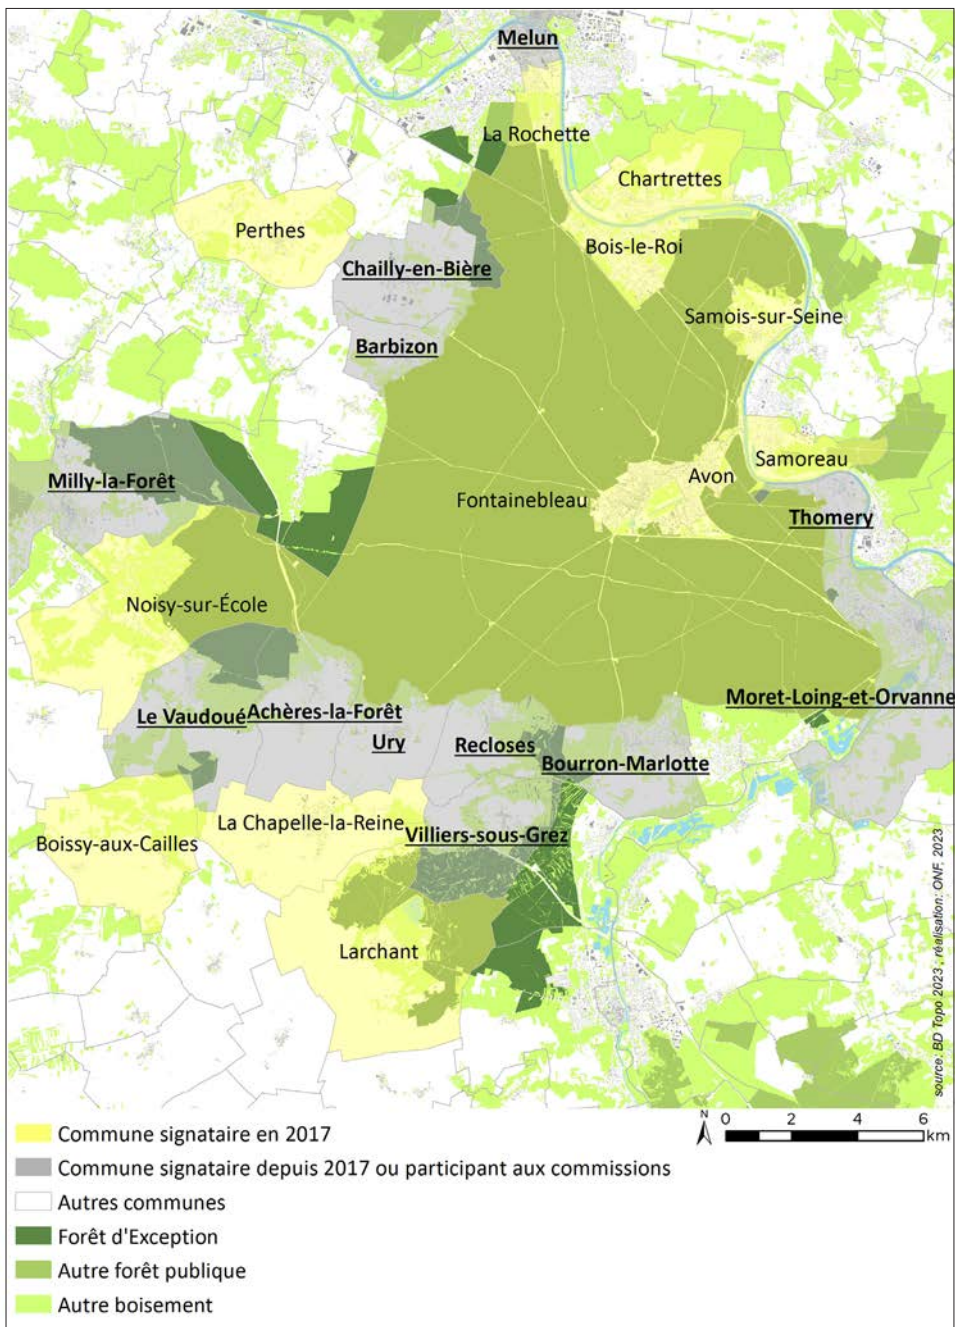 Melun
La Rochette
Chartrettes
Perthes
Bois-le-Roi
Chailly-en-Bière
Samois-sur-Seine
Barbizon
Samoreau
Milly-la-Forêt
Avon
Fontainebleau
Thomery
Noisy-sur-École
Moret-Loing-et-Orvanne
Le Vaudoué
Achères-la-Forêt
Ury
Recloses
Bourron-Marlotte
La Chapelle-la-Reine
Villiers-sous-Grez
Boissy-aux-Cailles
Larchant
source: BD Topo 2023 ; réalisation: ONF, 2023
N
0 2 4 6
km
Commune signataire en 2017
Commune signataire depuis 2017 ou participant aux commissions
Autres communes
Forêt d'Exception
Autre forêt publique
Autre boisement